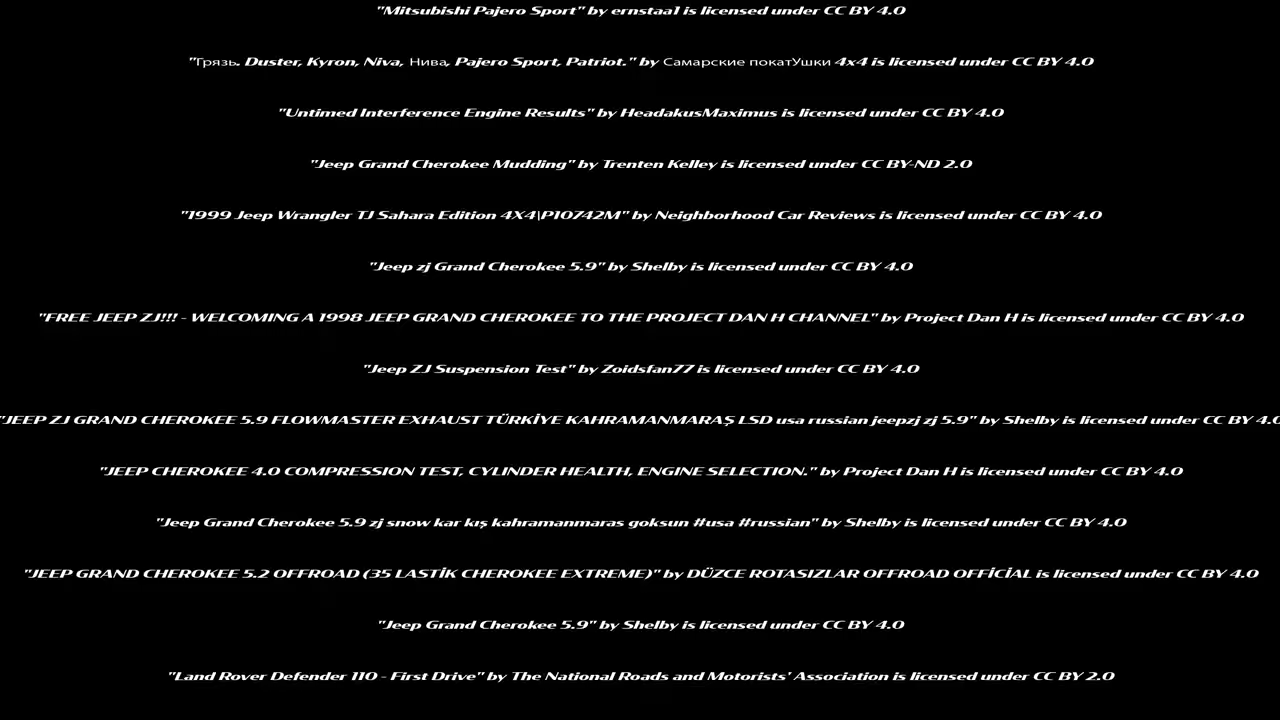 "Mitsubishi Pajero Sport" by ernstaa1 is licensed under CC BY 4.0
"Грязь. Duster, Kyron, Niva, Нива, Pajero Sport, Patriot." by Самарские покатУшки 4x4 is licensed under CC BY 4.0
"Untimed Interference Engine Results" by HeadakusMaximus is licensed under CC BY 4.0
"Jeep Grand Cherokee Mudding" by Trenten Kelley is licensed under CC BY-ND 2.0
"1999 Jeep Wrangler TJ Sahara Edition 4X4|P10742M" by Neighborhood Car Reviews is licensed under CC BY 4.0
"Jeep zj Grand Cherokee 5.9" by Shelby is licensed under CC BY 4.0
"FREE JEEP ZJ!!! - WELCOMING A 1998 JEEP GRAND CHEROKEE TO THE PROJECT DAN H CHANNEL" by Project Dan H is licensed under CC BY 4.0
"Jeep ZJ Suspension Test" by Zoidsfan77 is licensed under CC BY 4.0
"JEEP ZJ GRAND CHEROKEE 5.9 FLOWMASTER EXHAUST TÜRKİYE KAHRAMANMARAŞ LSD usa russian jeepzj zj 5.9" by Shelby is licensed under CC BY 4.0
"JEEP CHEROKEE 4.0 COMPRESSION TEST, CYLINDER HEALTH, ENGINE SELECTION." by Project Dan H is licensed under CC BY 4.0
"Jeep Grand Cherokee 5.9 zj snow kar kış kahramanmaras goksun #usa #russian" by Shelby is licensed under CC BY 4.0
"JEEP GRAND CHEROKEE 5.2 OFFROAD (35 LASTİK CHEROKEE EXTREME)" by DÜZCE ROTASIZLAR OFFROAD OFFİCİAL is licensed under CC BY 4.0
"Jeep Grand Cherokee 5.9" by Shelby is licensed under CC BY 4.0
"Land Rover Defender 110 - First Drive" by The National Roads and Motorists' Association is licensed under CC BY 2.0